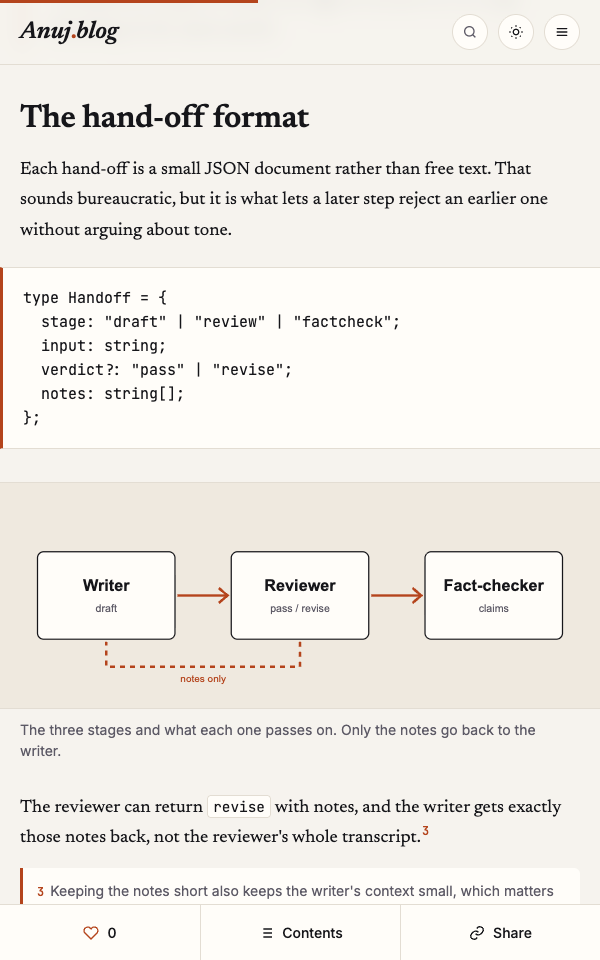 Anuj.blog
The hand-off format
Each hand-off is a small JSON document rather than free text. That
sounds bureaucratic, but it is what lets a later step reject an earlier one
without arguing about tone.
type Handoff = {
  stage: "draft" | "review" | "factcheck";
  input: string;
  verdict?: "pass" | "revise";
  notes: string[];
};
Writer
draft
Reviewer
pass / revise
Fact-checker
claims
notes only
The three stages and what each one passes on. Only the notes go back to the
writer.
The reviewer can return revise with notes, and the writer gets exactly
those notes back, not the reviewer's whole transcript.3
3 Keeping the notes short also keeps the writer's context small, which matters
0
Contents
Share